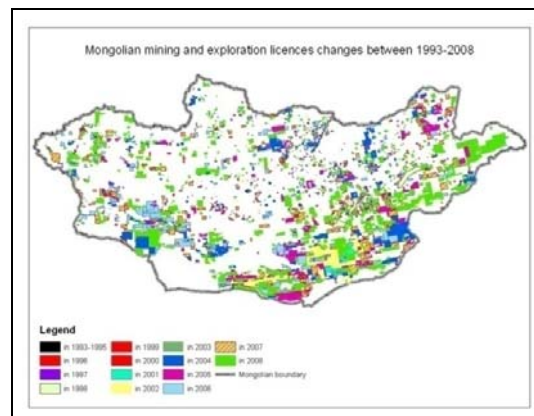 Mongolian mining and exploration licences changes between 1993-2008
Legend
in 1993-1995
in 1996
in 1997
in 1998
in 1999
in 2000
in 2001
in 2002
in 2003
in 2004
in 2005
in 2006
in 2007
in 2008
Mongolian boundary